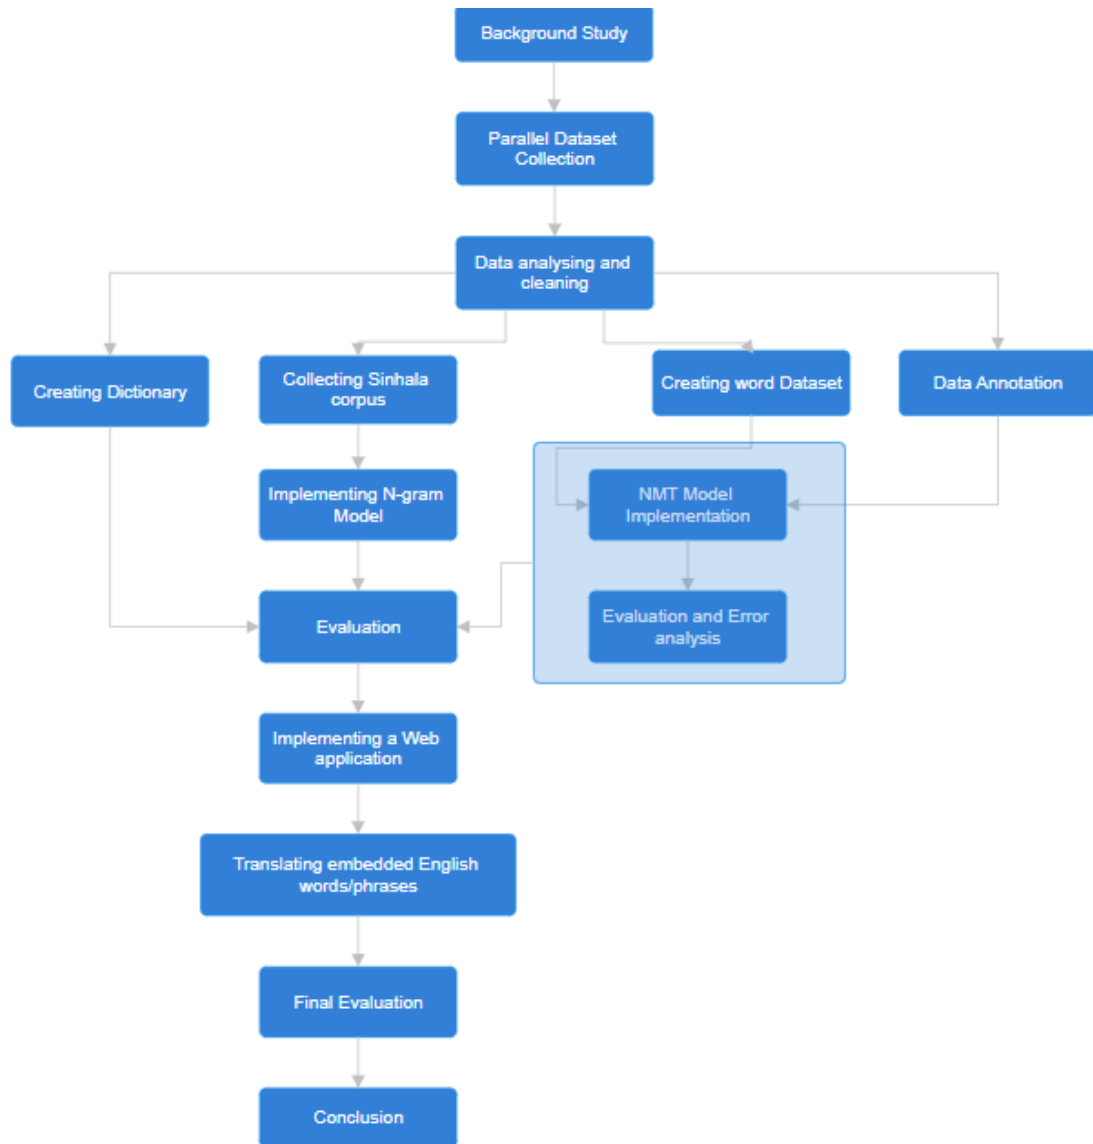 Background Study
Parallel Dataset
Collection
Data analysing and
cleaning
Creating Dictionary
Collecting Sinhala
corpus
Creating word Dataset
Data Annotation
Implementing N-gram
Model
NMT Model
Implementation
Evaluation
Evaluation and Error
analysis
Implementing a Web
application
Translating embedded English
words/phrases
Final Evaluation
Conclusion